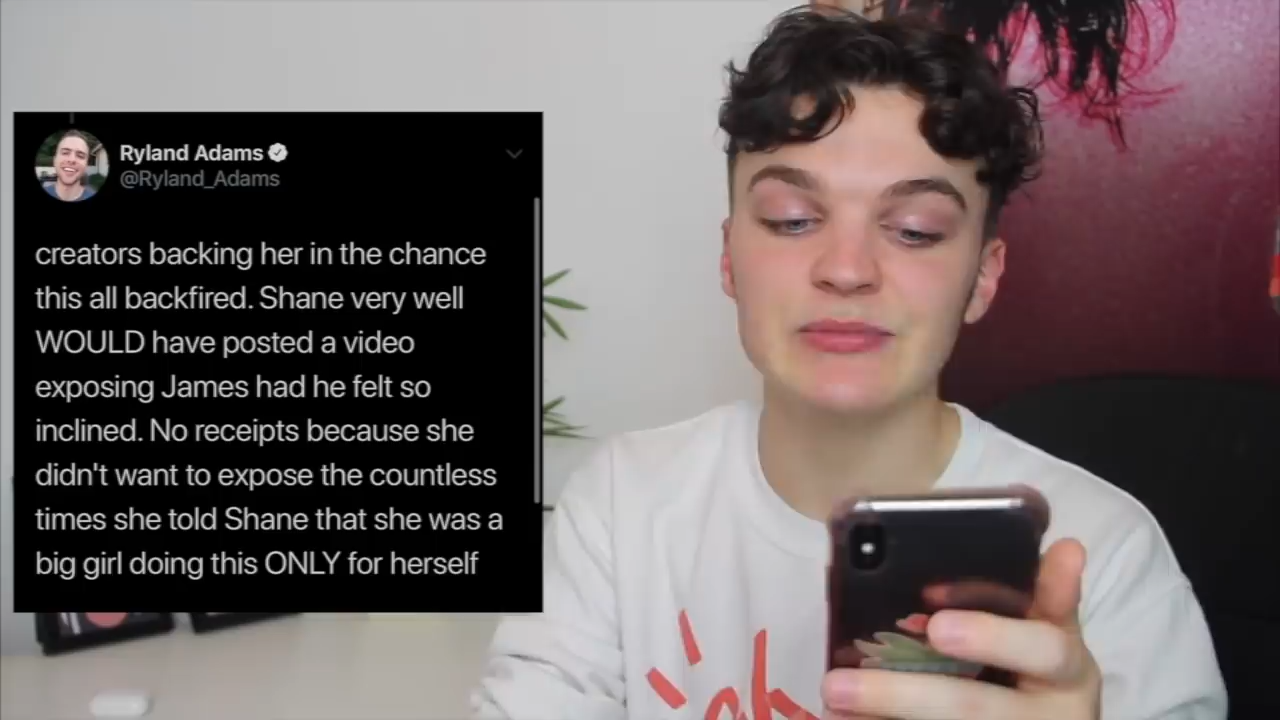 Ryland Adams
@Ryland_Adams
creators backing her in the chance
this all backfired. Shane very well
WOULD have posted a video
exposing James had he felt so
inclined. No receipts because she
didn't want to expose the countless
times she told Shane that she was a
big girl doing this ONLY for herself